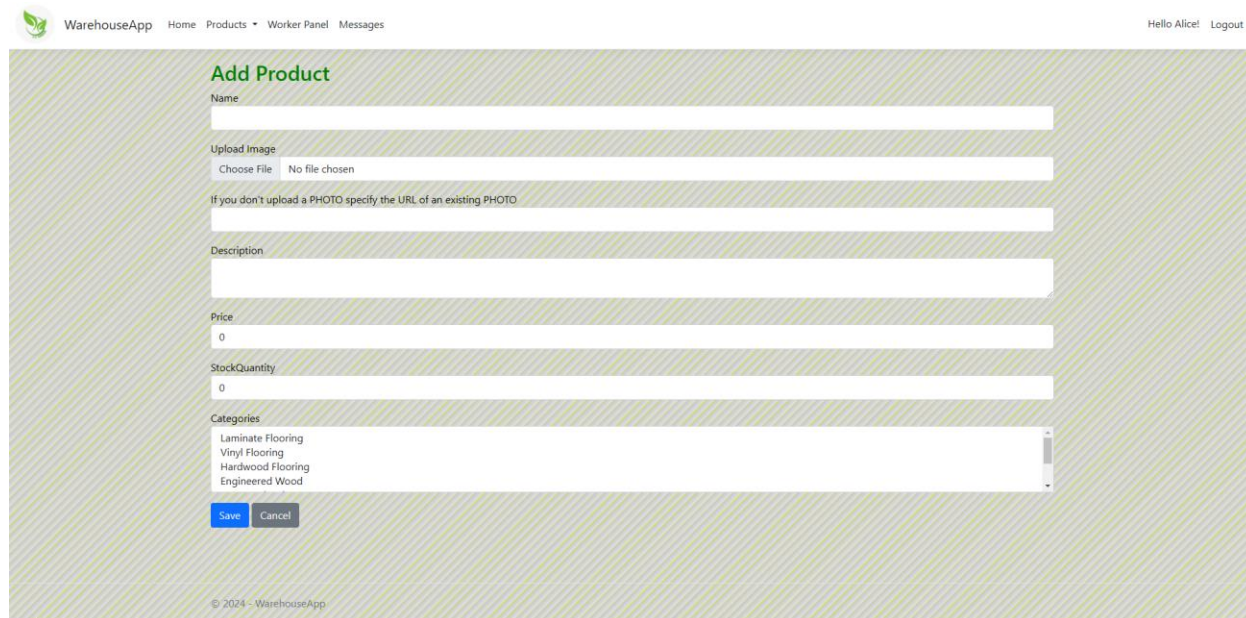 WarehouseApp Home Products Worker Panel Messages Hello Alice! Logout
Add Product
Name
Upload Image
Choose File No file chosen
If you don't upload a PHOTO specify the URL of an existing PHOTO
Description
Price
0
StockQuantity
0
Categories
Laminate Flooring
Vinyl Flooring
Hardwood Flooring
Engineered Wood
Save Cancel
© 2024 - WarehouseApp